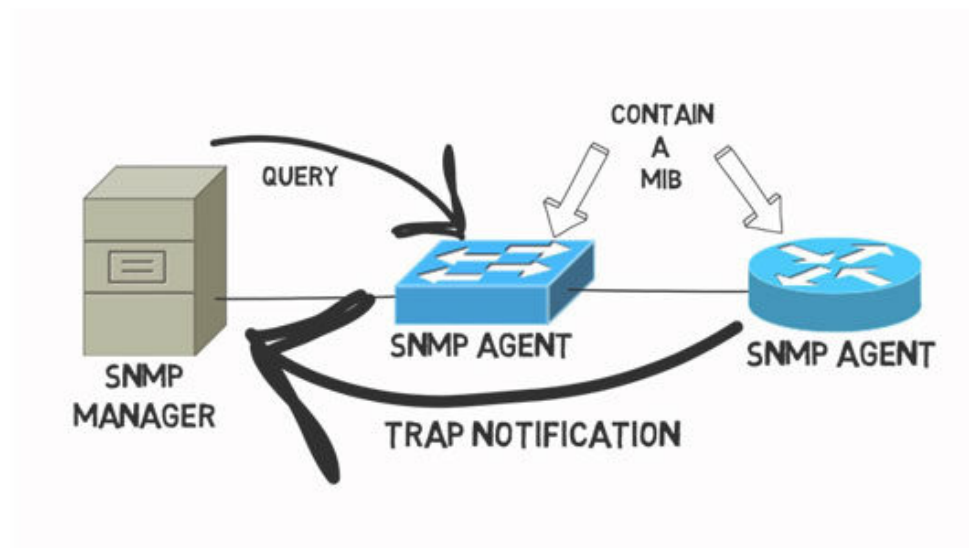 CONTAIN
A
MIB
QUERY
SNMP AGENT
SNMP AGENT
SNMP
MANAGER
TRAP NOTIFICATION